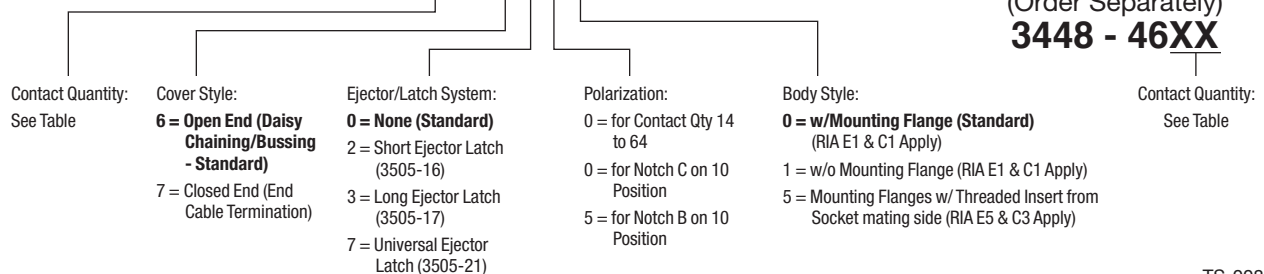 (Order Separately)
3448 - 46XX
Contact Quantity:
See Table
Cover Style:
6 = Open End (Daisy
Chaining/Bussing
- Standard)
7 = Closed End (End
Cable Termination)
Ejector/Latch System:
0 = None (Standard)
2 = Short Ejector Latch
(3505-16)
3 = Long Ejector Latch
(3505-17)
7 = Universal Ejector
Latch (3505-21)
Polarization:
0 = for Contact Qty 14
to 64
0 = for Notch C on 10
Position
5 = for Notch B on 10
Position
Body Style:
0 = w/Mounting Flange (Standard)
(RIA E1 & C1 Apply)
1 = w/o Mounting Flange (RIA E1 & C1 Apply)
5 = Mounting Flanges w/ Threaded Insert from
Socket mating side (RIA E5 & C3 Apply)
Contact Quantity:
See Table